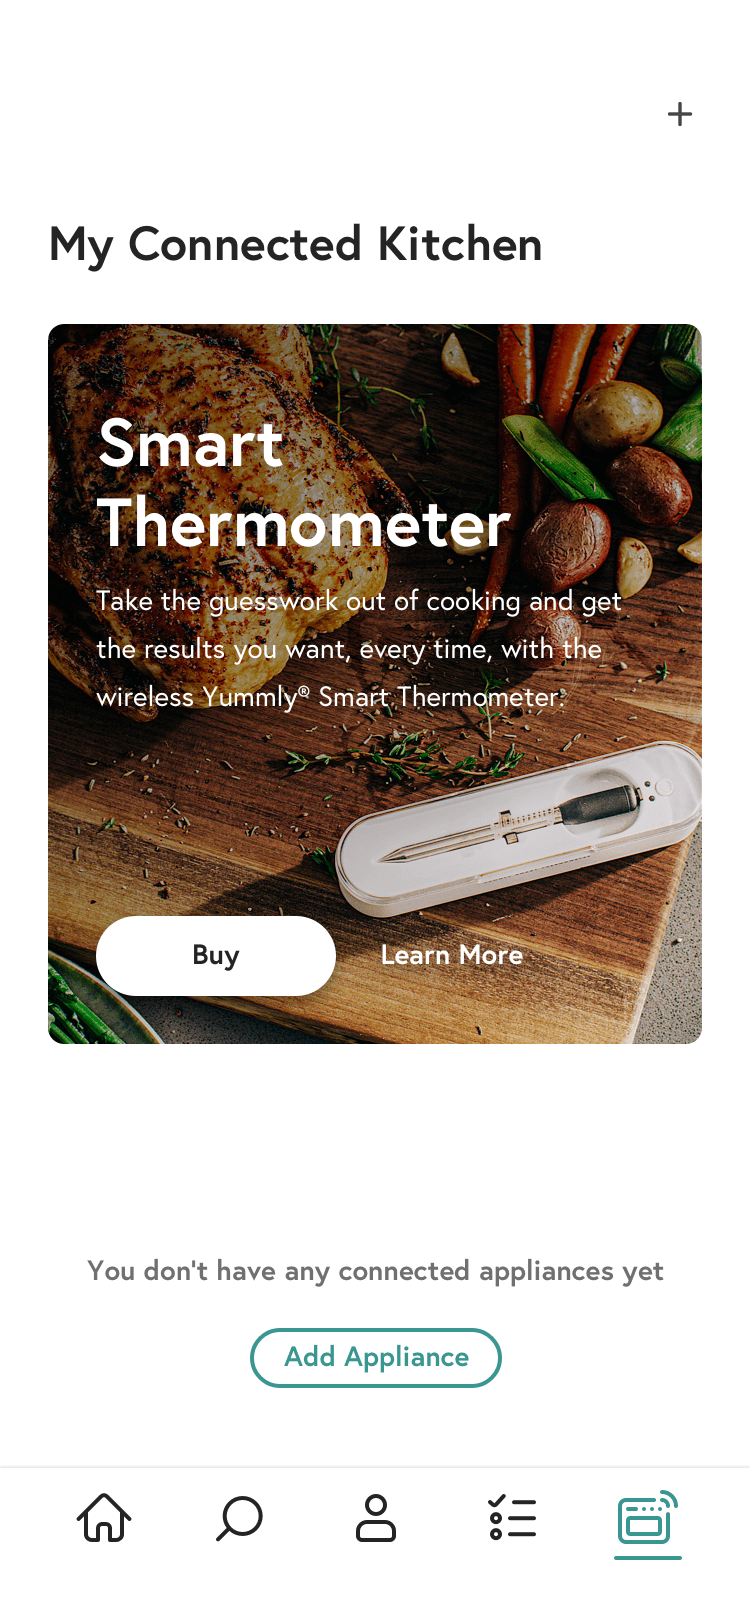 My Connected Kitchen
Smart
Thermometer
Take the guesswork out of cooking and get
the results you want, every time, with the
wireless Yummly® Smart Thermometer.
Buy
Learn More
You don't have any connected appliances yet
Add Appliance